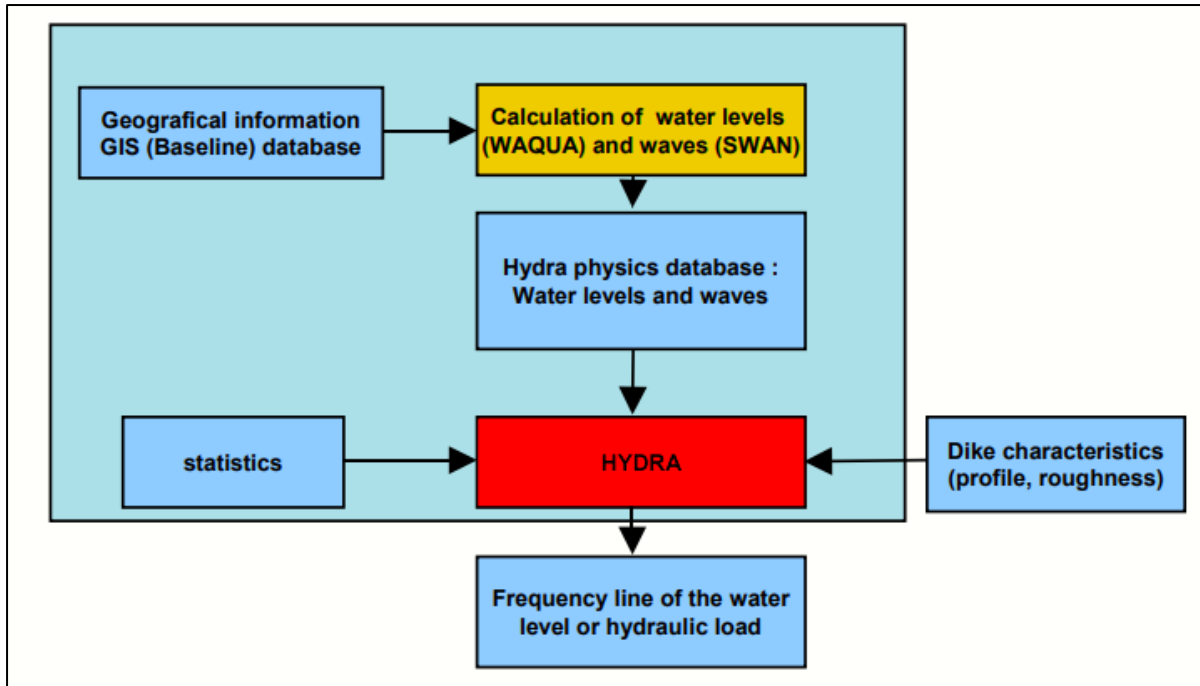 Geografical information
GIS (Baseline) database
Calculation of water levels
(WAQUA) and waves (SWAN)
Hydra physics database :
Water levels and waves
statistics
HYDRA
Dike characteristics
(profile, roughness)
Frequency line of the water
level or hydraulic load